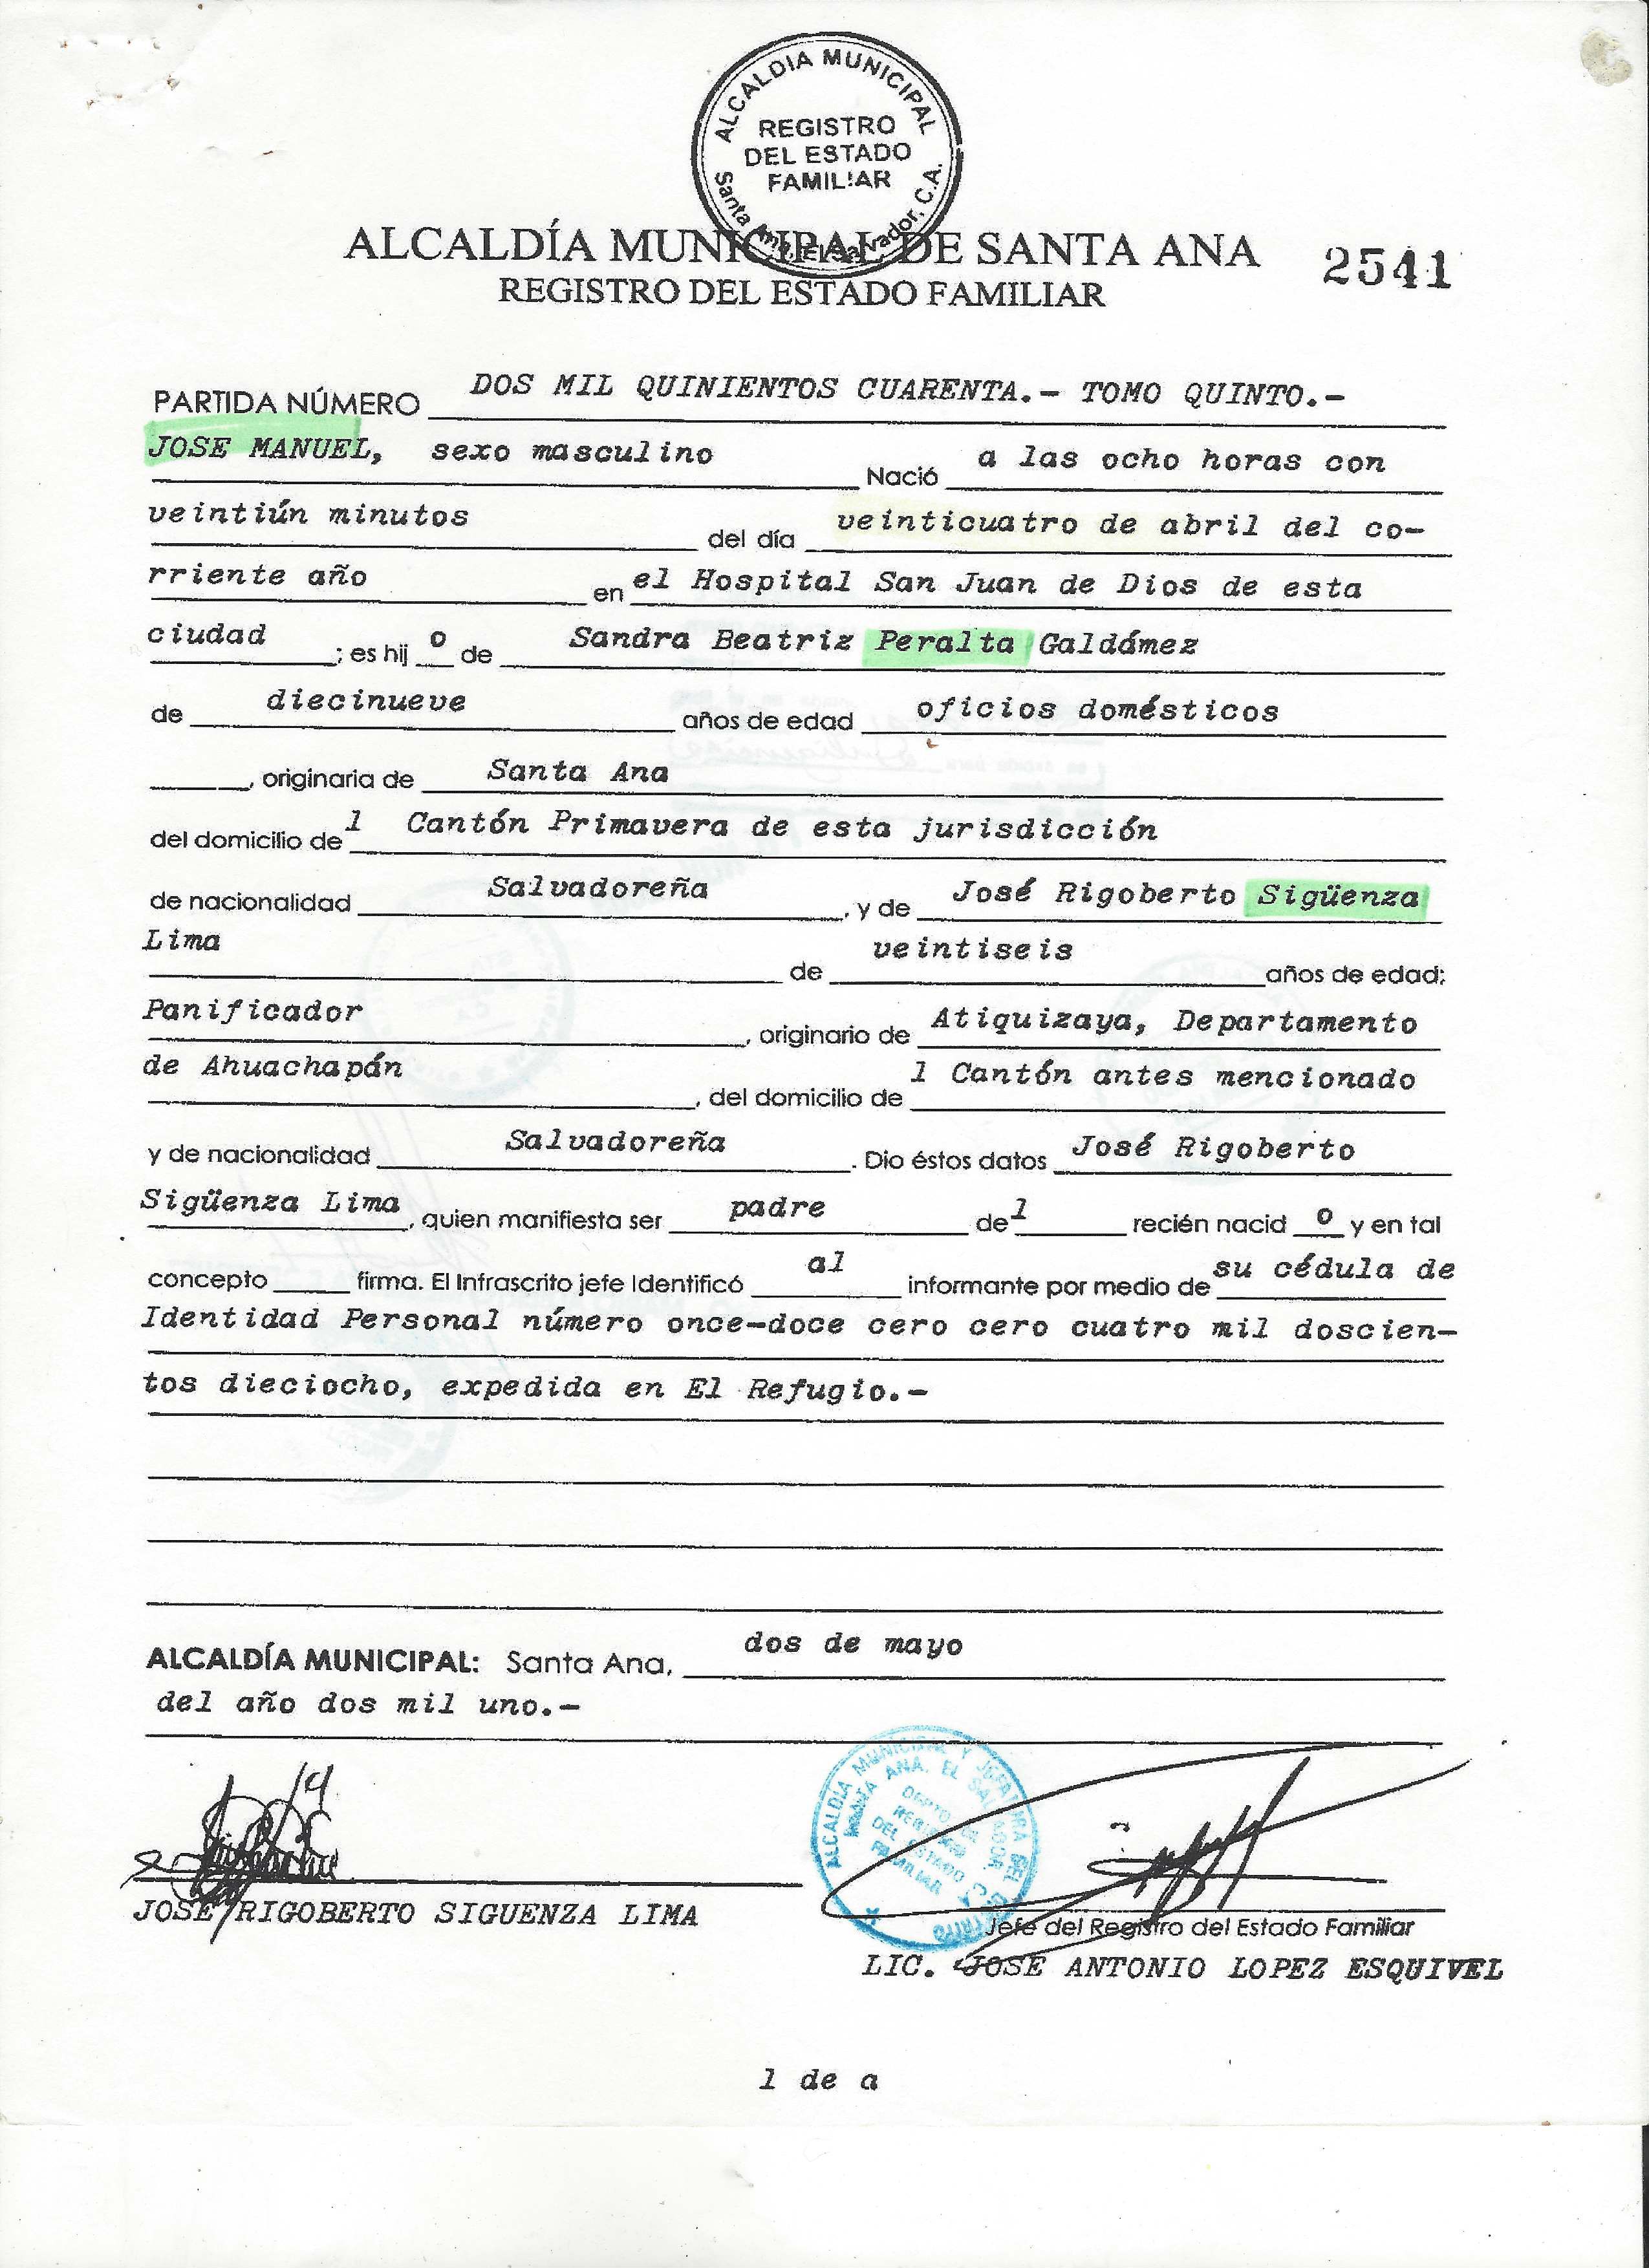 ALCALDIA MUNICIPAL
REGISTRO
DEL ESTADO
FAMILIAR
Santa Ana, El Salvador, C.A.
ALCALDÍA MUNICIPAL DE SANTA ANA 2541
REGISTRO DEL ESTADO FAMILIAR
PARTIDA NÚMERO DOS MIL QUINIENTOS CUARENTA.- TOMO QUINTO.-
JOSE MANUEL, sexo masculino Nació a las ocho horas con
veintiún minutos del día veinticuatro de abril del co-
rriente año en el Hospital San Juan de Dios de esta
ciudad ; es hij o de Sandra Beatriz Peralta Galdámez
de diecinueve años de edad oficios domésticos
, originaria de Santa Ana
del domicilio de l Cantón Primavera de esta jurisdicción
de nacionalidad Salvadoreña , y de José Rigoberto Sigüenza
Lima de veintiseis años de edad;
Panificador , originario de Atiquizaya, Departamento
de Ahuachapán , del domicilio de l Cantón antes mencionado
y de nacionalidad Salvadoreña . Dio éstos datos José Rigoberto
Sigüenza Lima , quien manifiesta ser padre de l recién nacid o y en tal
concepto firma. El Infrascrito jefe Identificó al informante por medio de su cédula de
Identidad Personal número once-doce cero cero cuatro mil doscien-
tos dieciocho, expedida en El Refugio.-
ALCALDÍA MUNICIPAL: Santa Ana, dos de mayo
del año dos mil uno.-
ALCALDIA MUNICIPAL Y JEFATURA DEL DISTRITO
SANTA ANA, EL SALVADOR, C.A.
DEPTO. DE
REGISTRO
DEL ESTADO
FAMILIAR
JOSE RIGOBERTO SIGUENZA LIMA
Jefe del Registro del Estado Familiar
LIC. JOSE ANTONIO LOPEZ ESQUIVEL
l de a